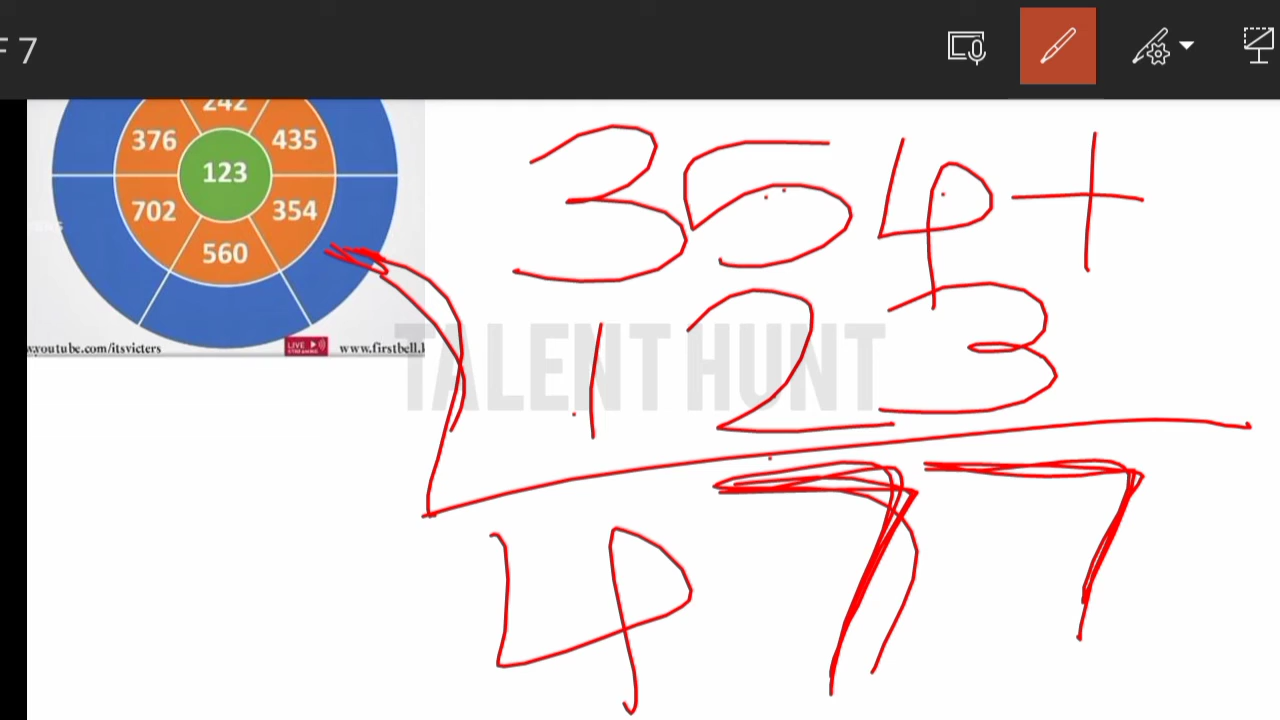 F 7
242
376
435
123
702
354
560
w.youtube.com/itsvicters
LIVE
www.firstbell.k
TALENT HUNT
354+
123
477